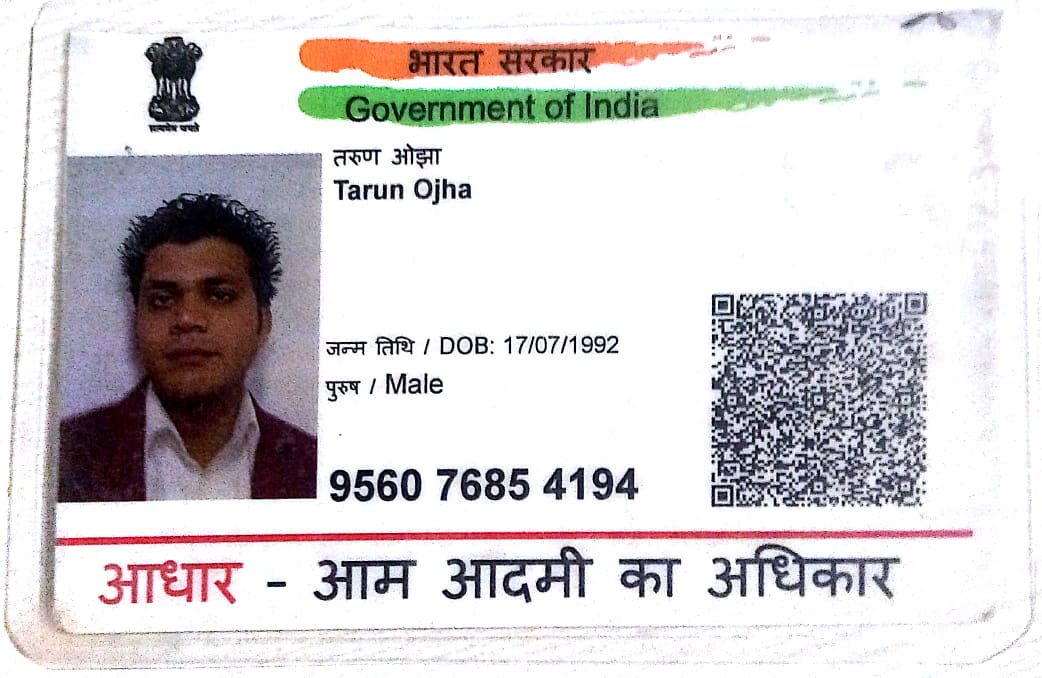 भारत सरकार
Government of India
सत्यमेव जयते
तरुण ओझा
Tarun Ojha
जन्म तिथि / DOB: 17/07/1992
पुरुष / Male
9560 7685 4194
आधार - आम आदमी का अधिकार